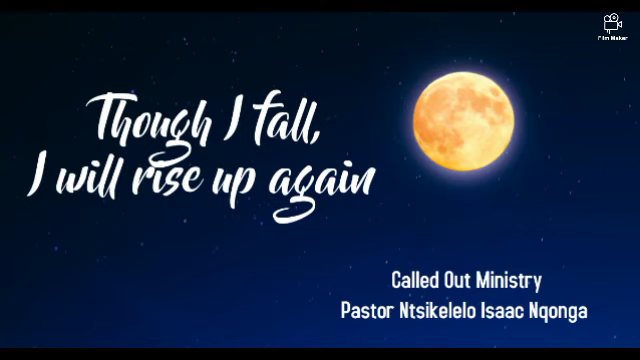 Film Maker
Though I fall,
I will rise up again
Called Out Ministry
Pastor Ntsikelelo Isaac Nqonga